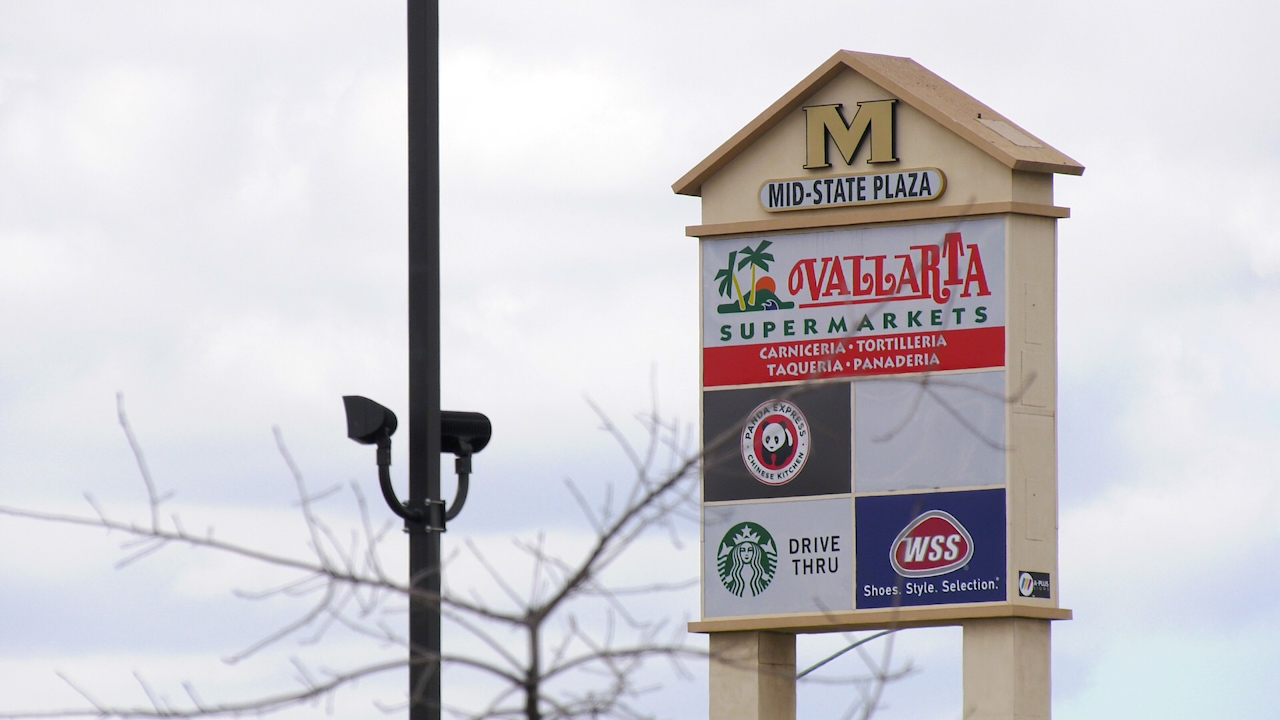 M
MID-STATE PLAZA
VALLARTA
SUPERMARKETS
CARNICERIA • TORTILLERIA
TAQUERIA • PANADERIA
PANDA EXPRESS
CHINESE KITCHEN
DRIVE
THRU
WSS
Shoes. Style. Selection.
A-PLUS